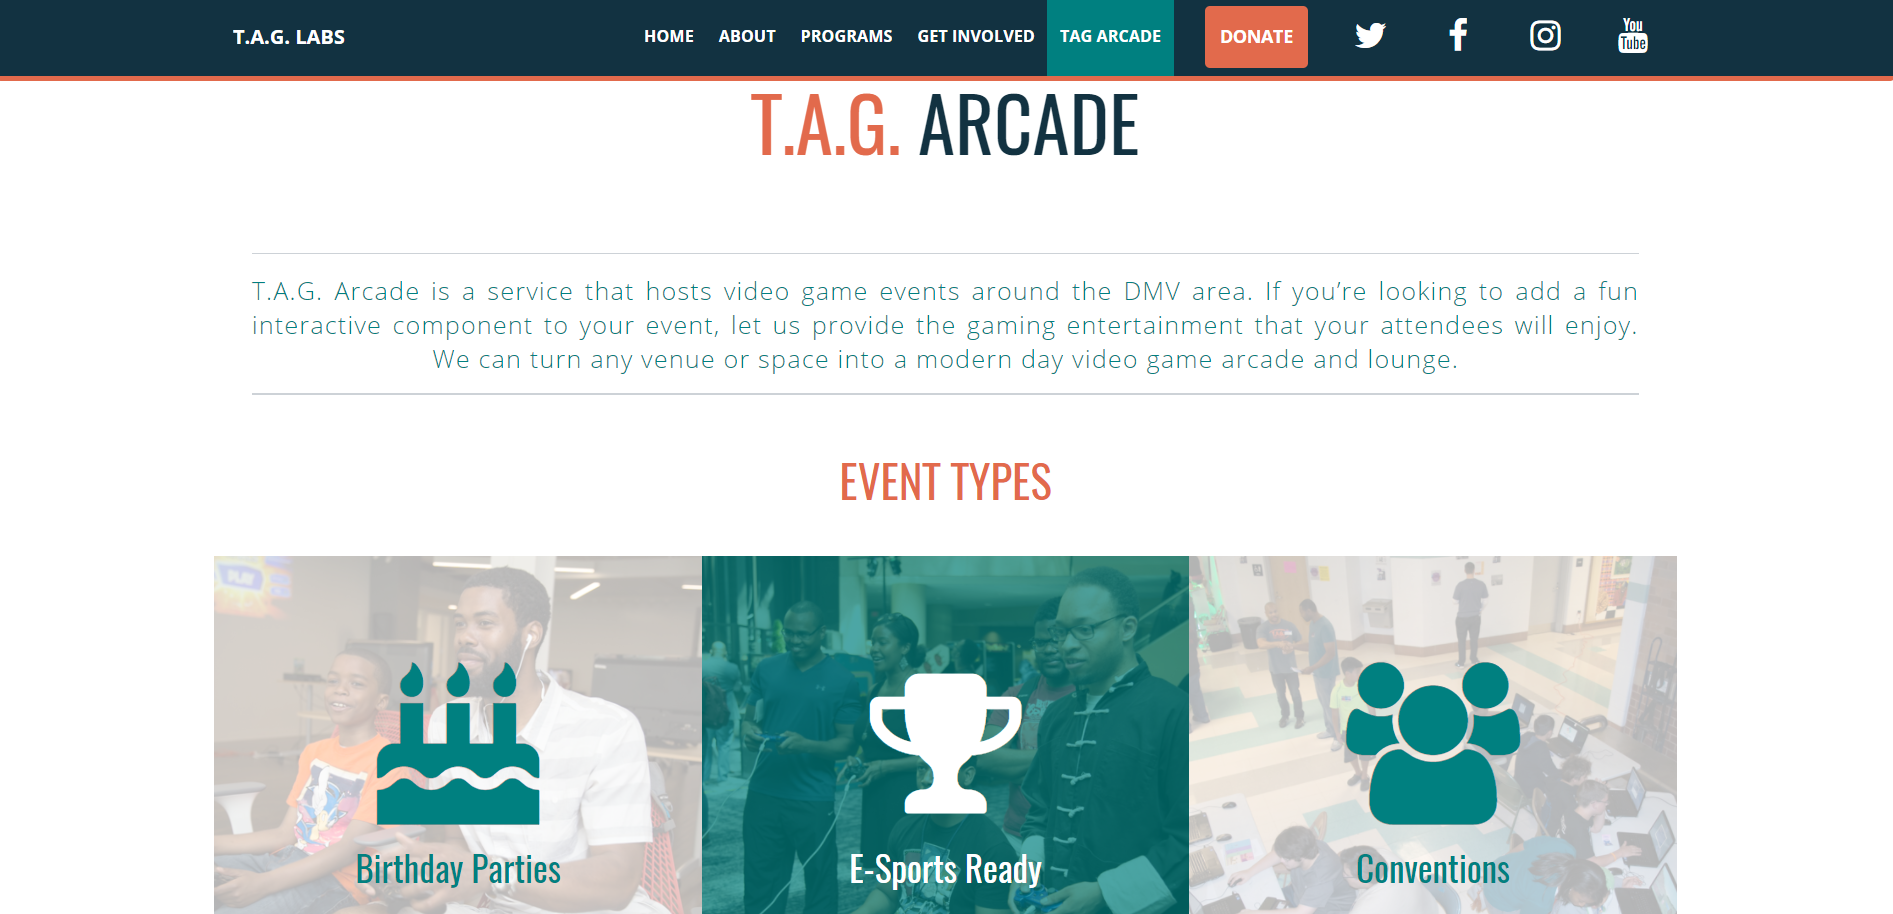 T.A.G. LABS
HOME ABOUT PROGRAMS GET INVOLVED TAG ARCADE DONATE You Tube
T.A.G. ARCADE
T.A.G. Arcade is a service that hosts video game events around the DMV area. If you’re looking to add a fun
interactive component to your event, let us provide the gaming entertainment that your attendees will enjoy.
We can turn any venue or space into a modern day video game arcade and lounge.
EVENT TYPES
PLAY
Birthday Parties
E-Sports Ready
Conventions